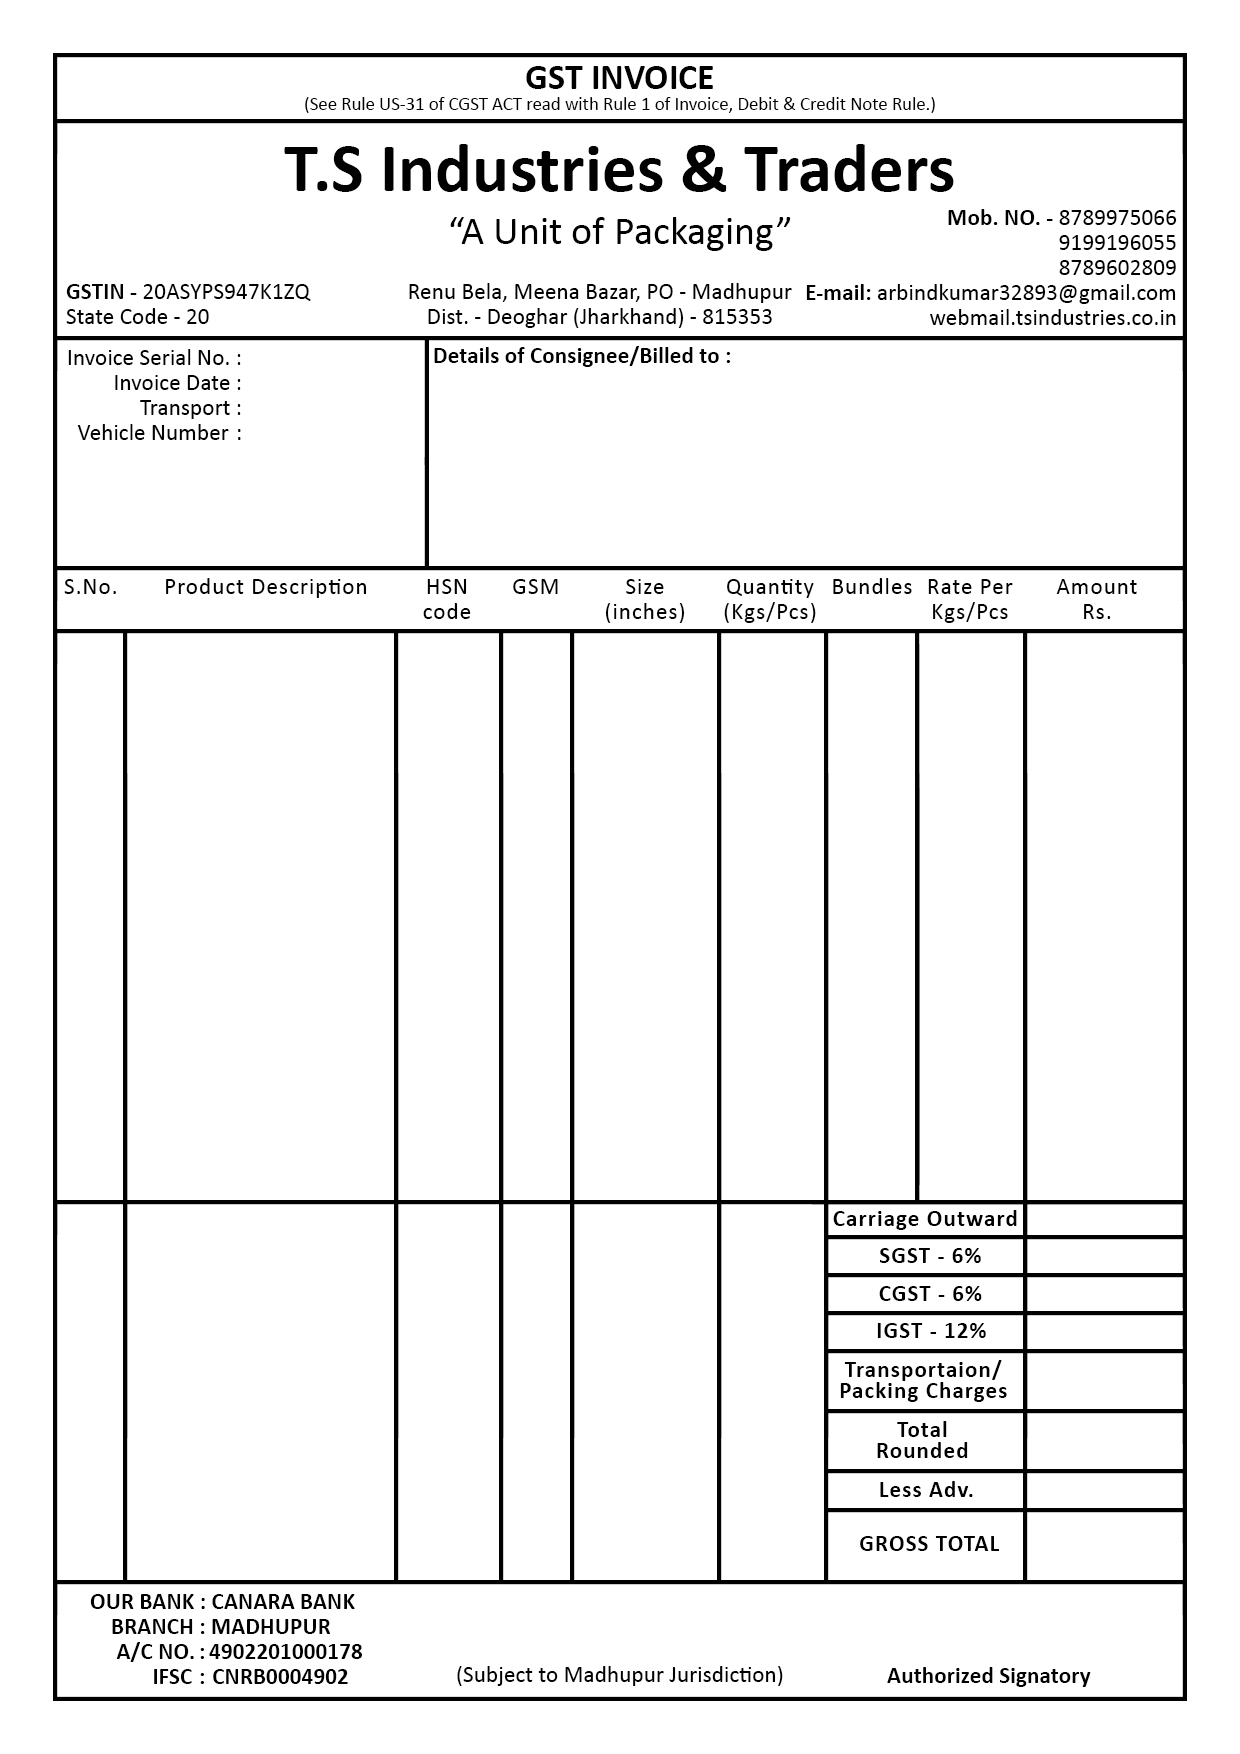 GST INVOICE
(See Rule US-31 of CGST ACT read with Rule 1 of Invoice, Debit & Credit Note Rule.)
T.S Industries & Traders
“A Unit of Packaging”
Mob. NO. - 8789975066
9199196055
8789602809
GSTIN - 20ASYPS947K1ZQ
State Code - 20
Renu Bela, Meena Bazar, PO - Madhupur
Dist. - Deoghar (Jharkhand) - 815353
E-mail: arbindkumar32893@gmail.com
webmail.tsindustries.co.in
Invoice Serial No. :
Invoice Date :
Transport :
Vehicle Number :
Details of Consignee/Billed to :
S.No.
Product Description
HSN
code
GSM
Size
(inches)
Quantity
(Kgs/Pcs)
Bundles
Rate Per
Kgs/Pcs
Amount
Rs.
Carriage Outward
SGST - 6%
CGST - 6%
IGST - 12%
Transportaion/
Packing Charges
Total
Rounded
Less Adv.
GROSS TOTAL
OUR BANK : CANARA BANK
BRANCH : MADHUPUR
A/C NO. : 4902201000178
IFSC : CNRB0004902
(Subject to Madhupur Jurisdiction)
Authorized Signatory